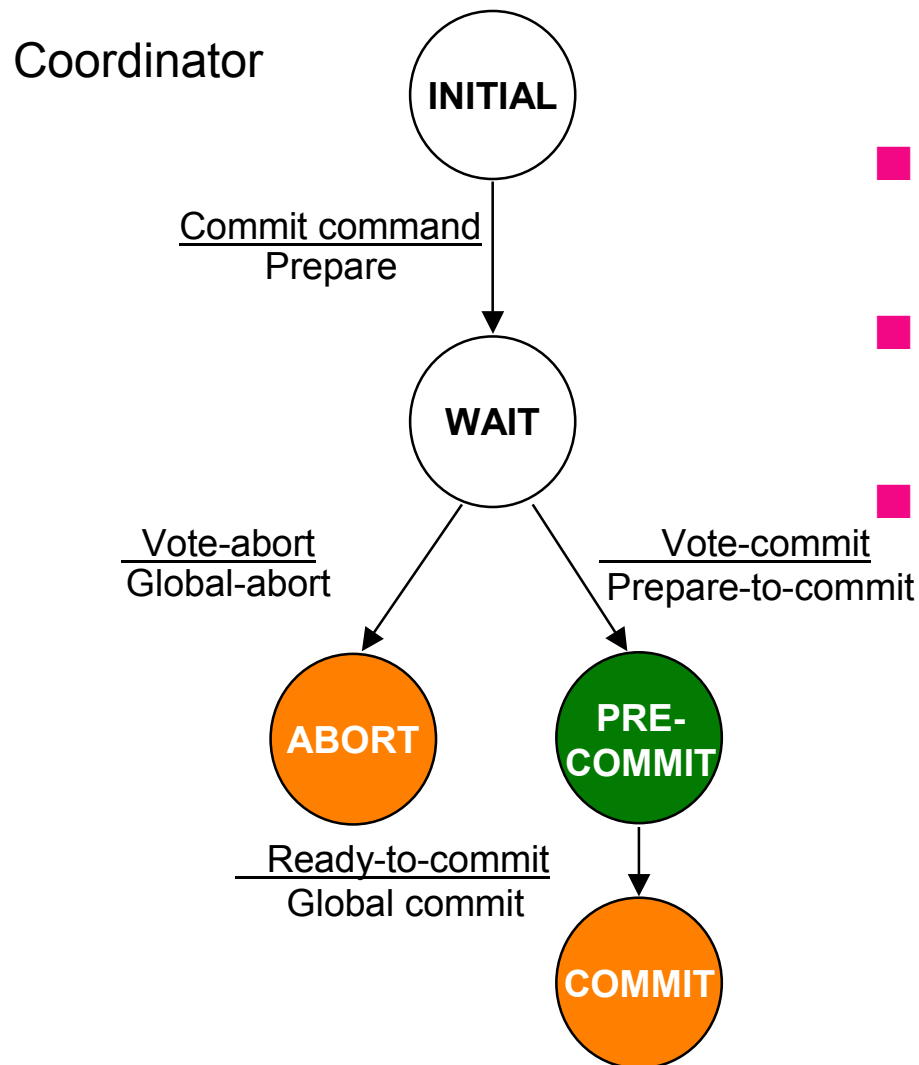 Coordinator
INITIAL
Commit command
Prepare
WAIT
Vote-abort
Global-abort
Vote-commit
Prepare-to-commit
ABORT
PRE-
COMMIT
Ready-to-commit
Global commit
COMMIT